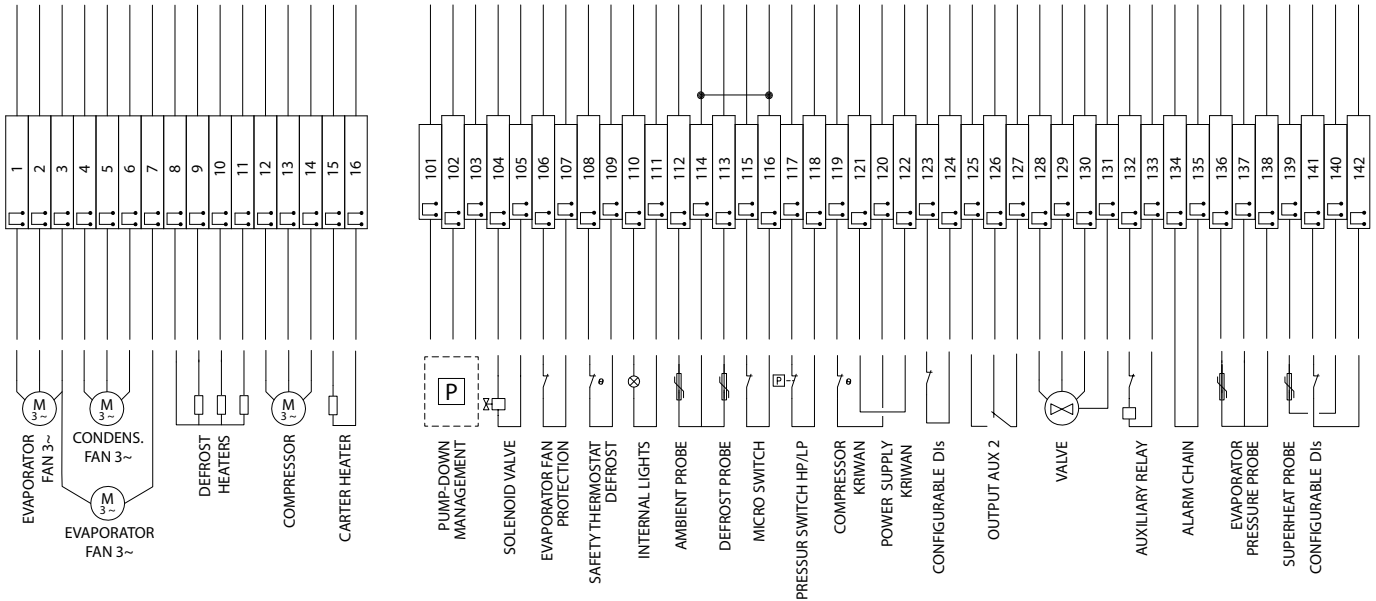 1
2
3
4
5
6
7
8
9
10
11
12
13
14
15
16
101
102
103
104
105
106
107
108
109
110
111
112
114
113
115
116
117
118
119
121
120
122
123
124
125
126
127
128
129
130
131
132
133
134
135
136
137
138
139
141
140
142
M
3 ~
EVAPORATOR
FAN 3~
M
3 ~
CONDENS.
FAN 3~
M
3 ~
EVAPORATOR
FAN 3~
DEFROST
HEATERS
M
3 ~
COMPRESSOR
CARTER HEATER
P
PUMP-DOWN
MANAGEMENT
SOLENOID VALVE
EVAPORATOR FAN
PROTECTION
θ
SAFETY THERMOSTAT
DEFROST
INTERNAL LIGHTS
AMBIENT PROBE
DEFROST PROBE
MICRO SWITCH
P
PRESSUR SWITCH HP/LP
θ
COMPRESSOR
KRIWAN
POWER SUPPLY
KRIWAN
CONFIGURABLE DIs
OUTPUT AUX 2
VALVE
AUXILIARY RELAY
ALARM CHAIN
EVAPORATOR
PRESSURE PROBE
SUPERHEAT PROBE
CONFIGURABLE DIs